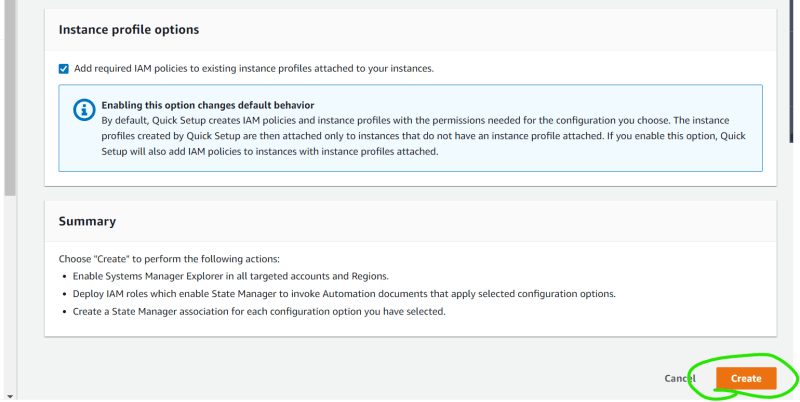 Instance profile options
Add required IAM policies to existing instance profiles attached to your instances.
Enabling this option changes default behavior
By default, Quick Setup creates IAM policies and instance profiles with the permissions needed for the configuration you choose. The instance
profiles created by Quick Setup are then attached only to instances that do not have an instance profile attached. If you enable this option, Quick
Setup will also add IAM policies to instances with instance profiles attached.
Summary
Choose "Create" to perform the following actions:
• Enable Systems Manager Explorer in all targeted accounts and Regions.
• Deploy IAM roles which enable State Manager to invoke Automation documents that apply selected configuration options.
• Create a State Manager association for each configuration option you have selected.
Cancel Create